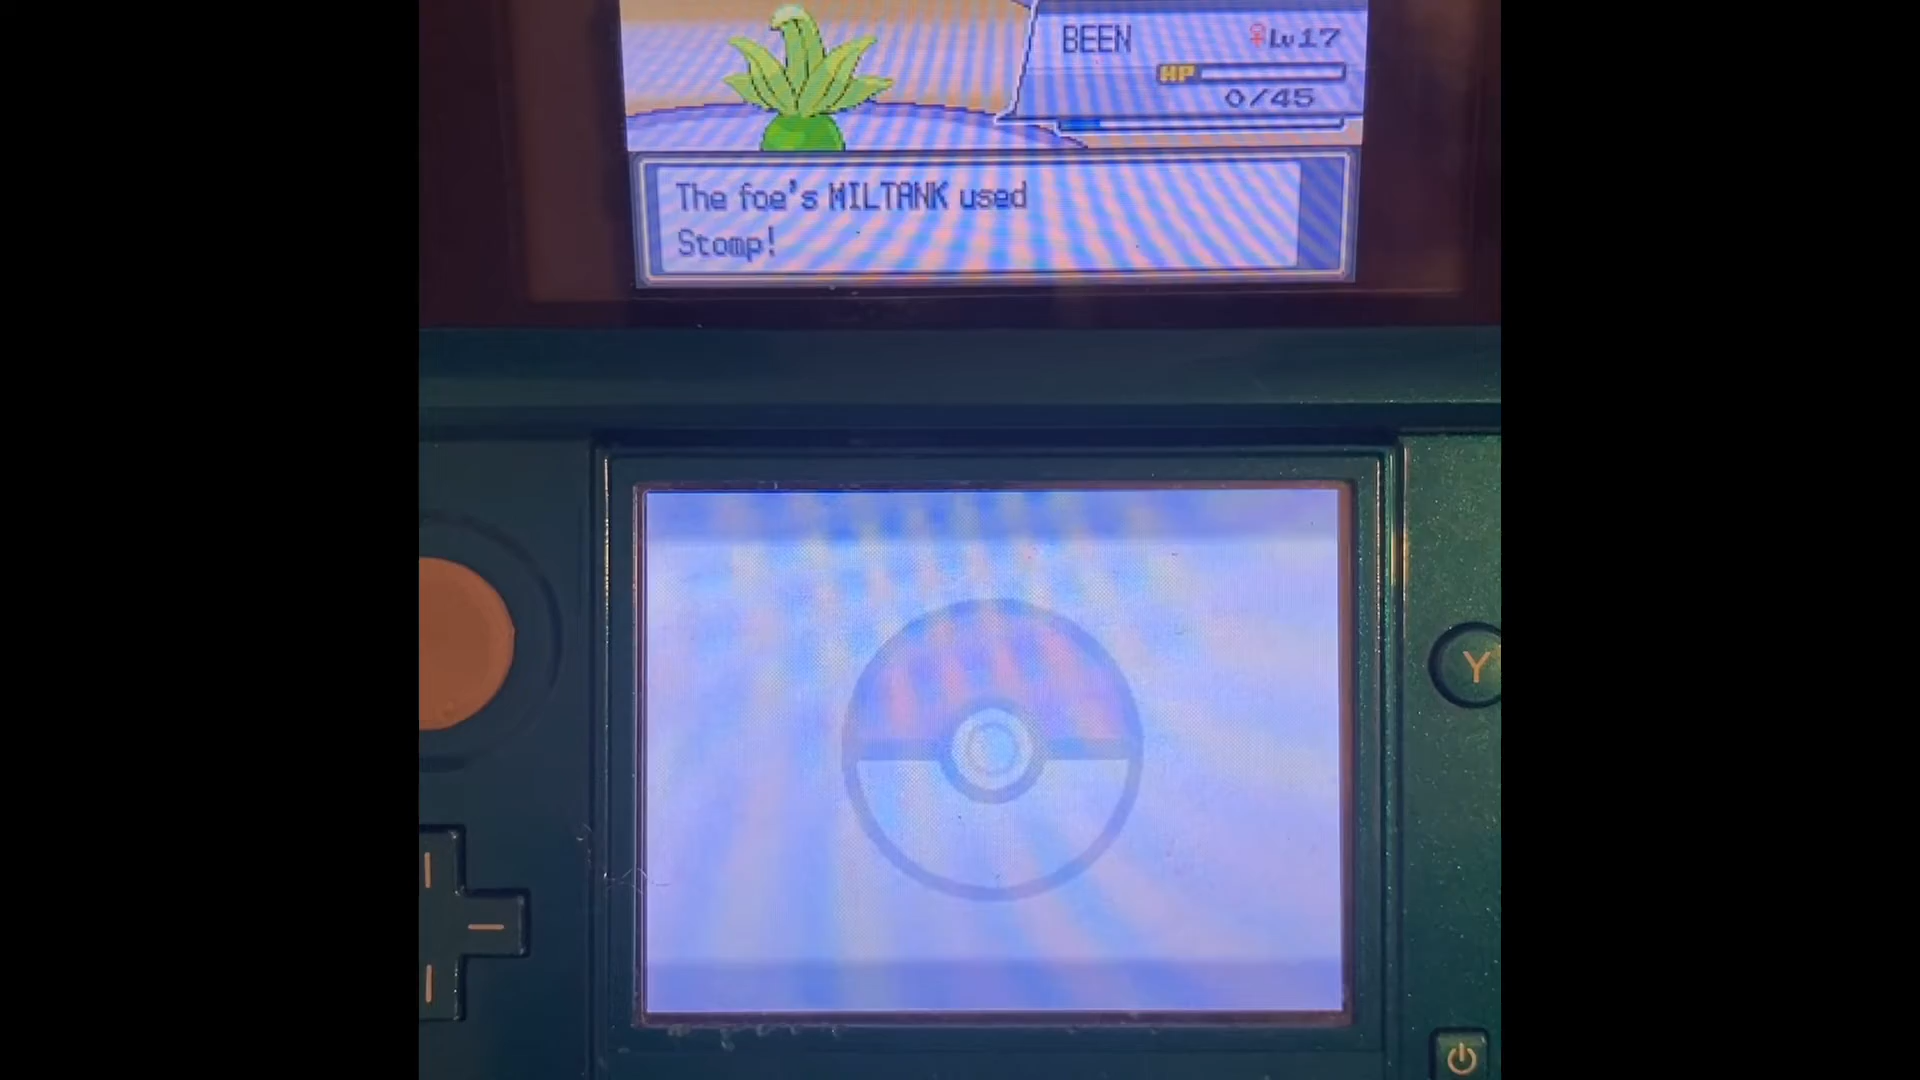 BEEN ♀Lv17
HP
0/45
The foe's MILTANK used
Stomp!
Y